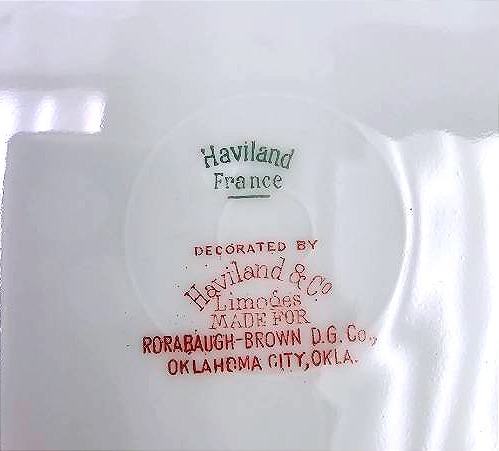 Haviland
France
DECORATED BY
Haviland & Co
Limoges
MADE FOR
RORABAUGH-BROWN D.G. Co.,
OKLAHOMA CITY, OKLA.